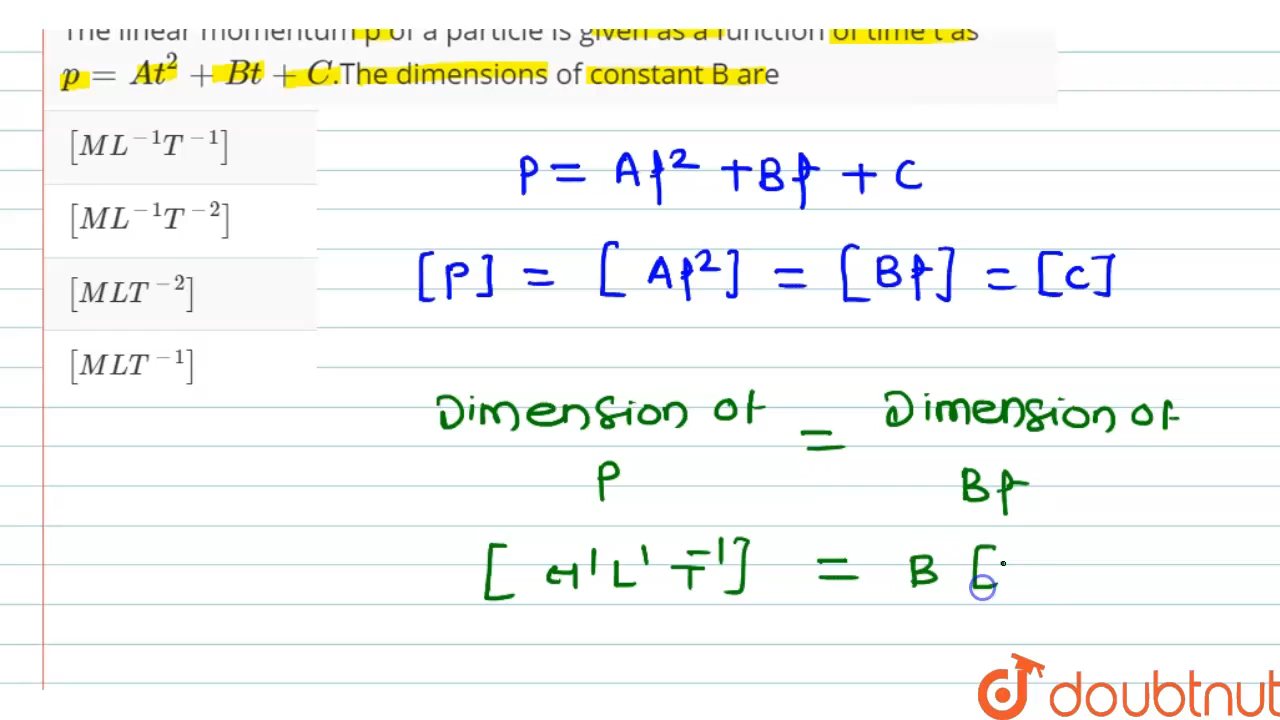 The linear momentum p of a particle is given as a function of time t as
p = At² + Bt + C.The dimensions of constant B are
[ML⁻¹T⁻¹]
[ML⁻¹T⁻²]
[MLT⁻²]
[MLT⁻¹]
P = At² + Bt + C
[P] = [At²] = [Bt] = [C]
Dimension of P = Dimension of Bt
[M¹L¹T⁻¹] = B [
doubtnut